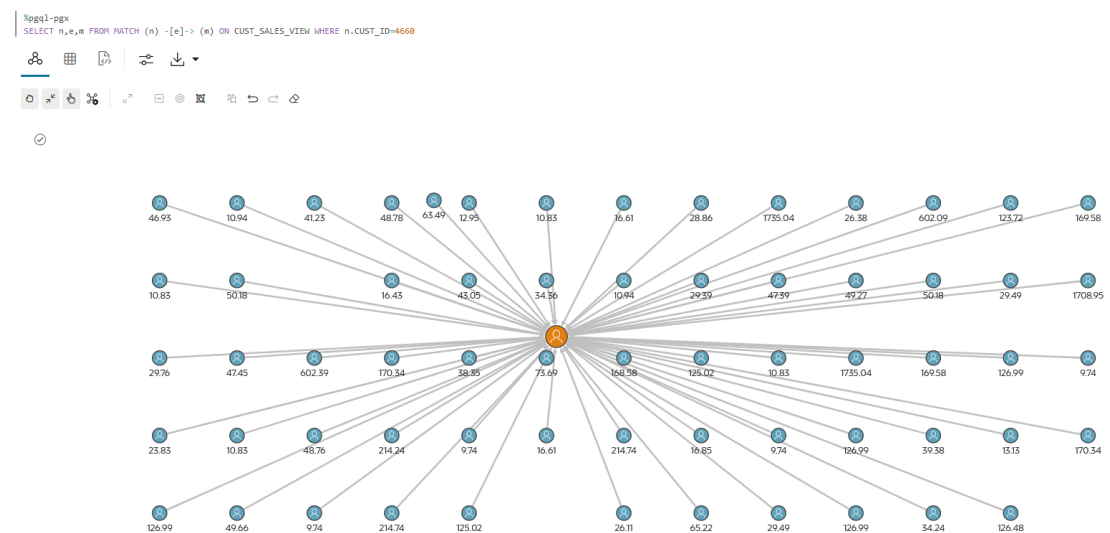 %pgql-pgx
SELECT n,e,m FROM MATCH (n) -[e]-> (m) ON CUST_SALES_VIEW WHERE n.CUST_ID=4660
46.93 10.94 41.23 48.78 63.49 12.95 10.83 16.61 28.86 1735.04 26.38 602.09 123.72 169.58
10.83 50.18 16.43 43.05 34.36 10.94 29.39 47.39 49.27 50.18 29.49 1708.95
29.76 47.45 602.39 170.34 38.35 73.69 168.58 125.02 10.83 1735.04 169.58 126.99 9.74
23.83 10.83 48.76 214.24 9.74 16.61 214.74 16.85 9.74 126.99 39.38 13.13 170.34
126.99 49.66 9.74 214.74 125.02 26.11 65.22 29.49 126.99 34.24 126.48